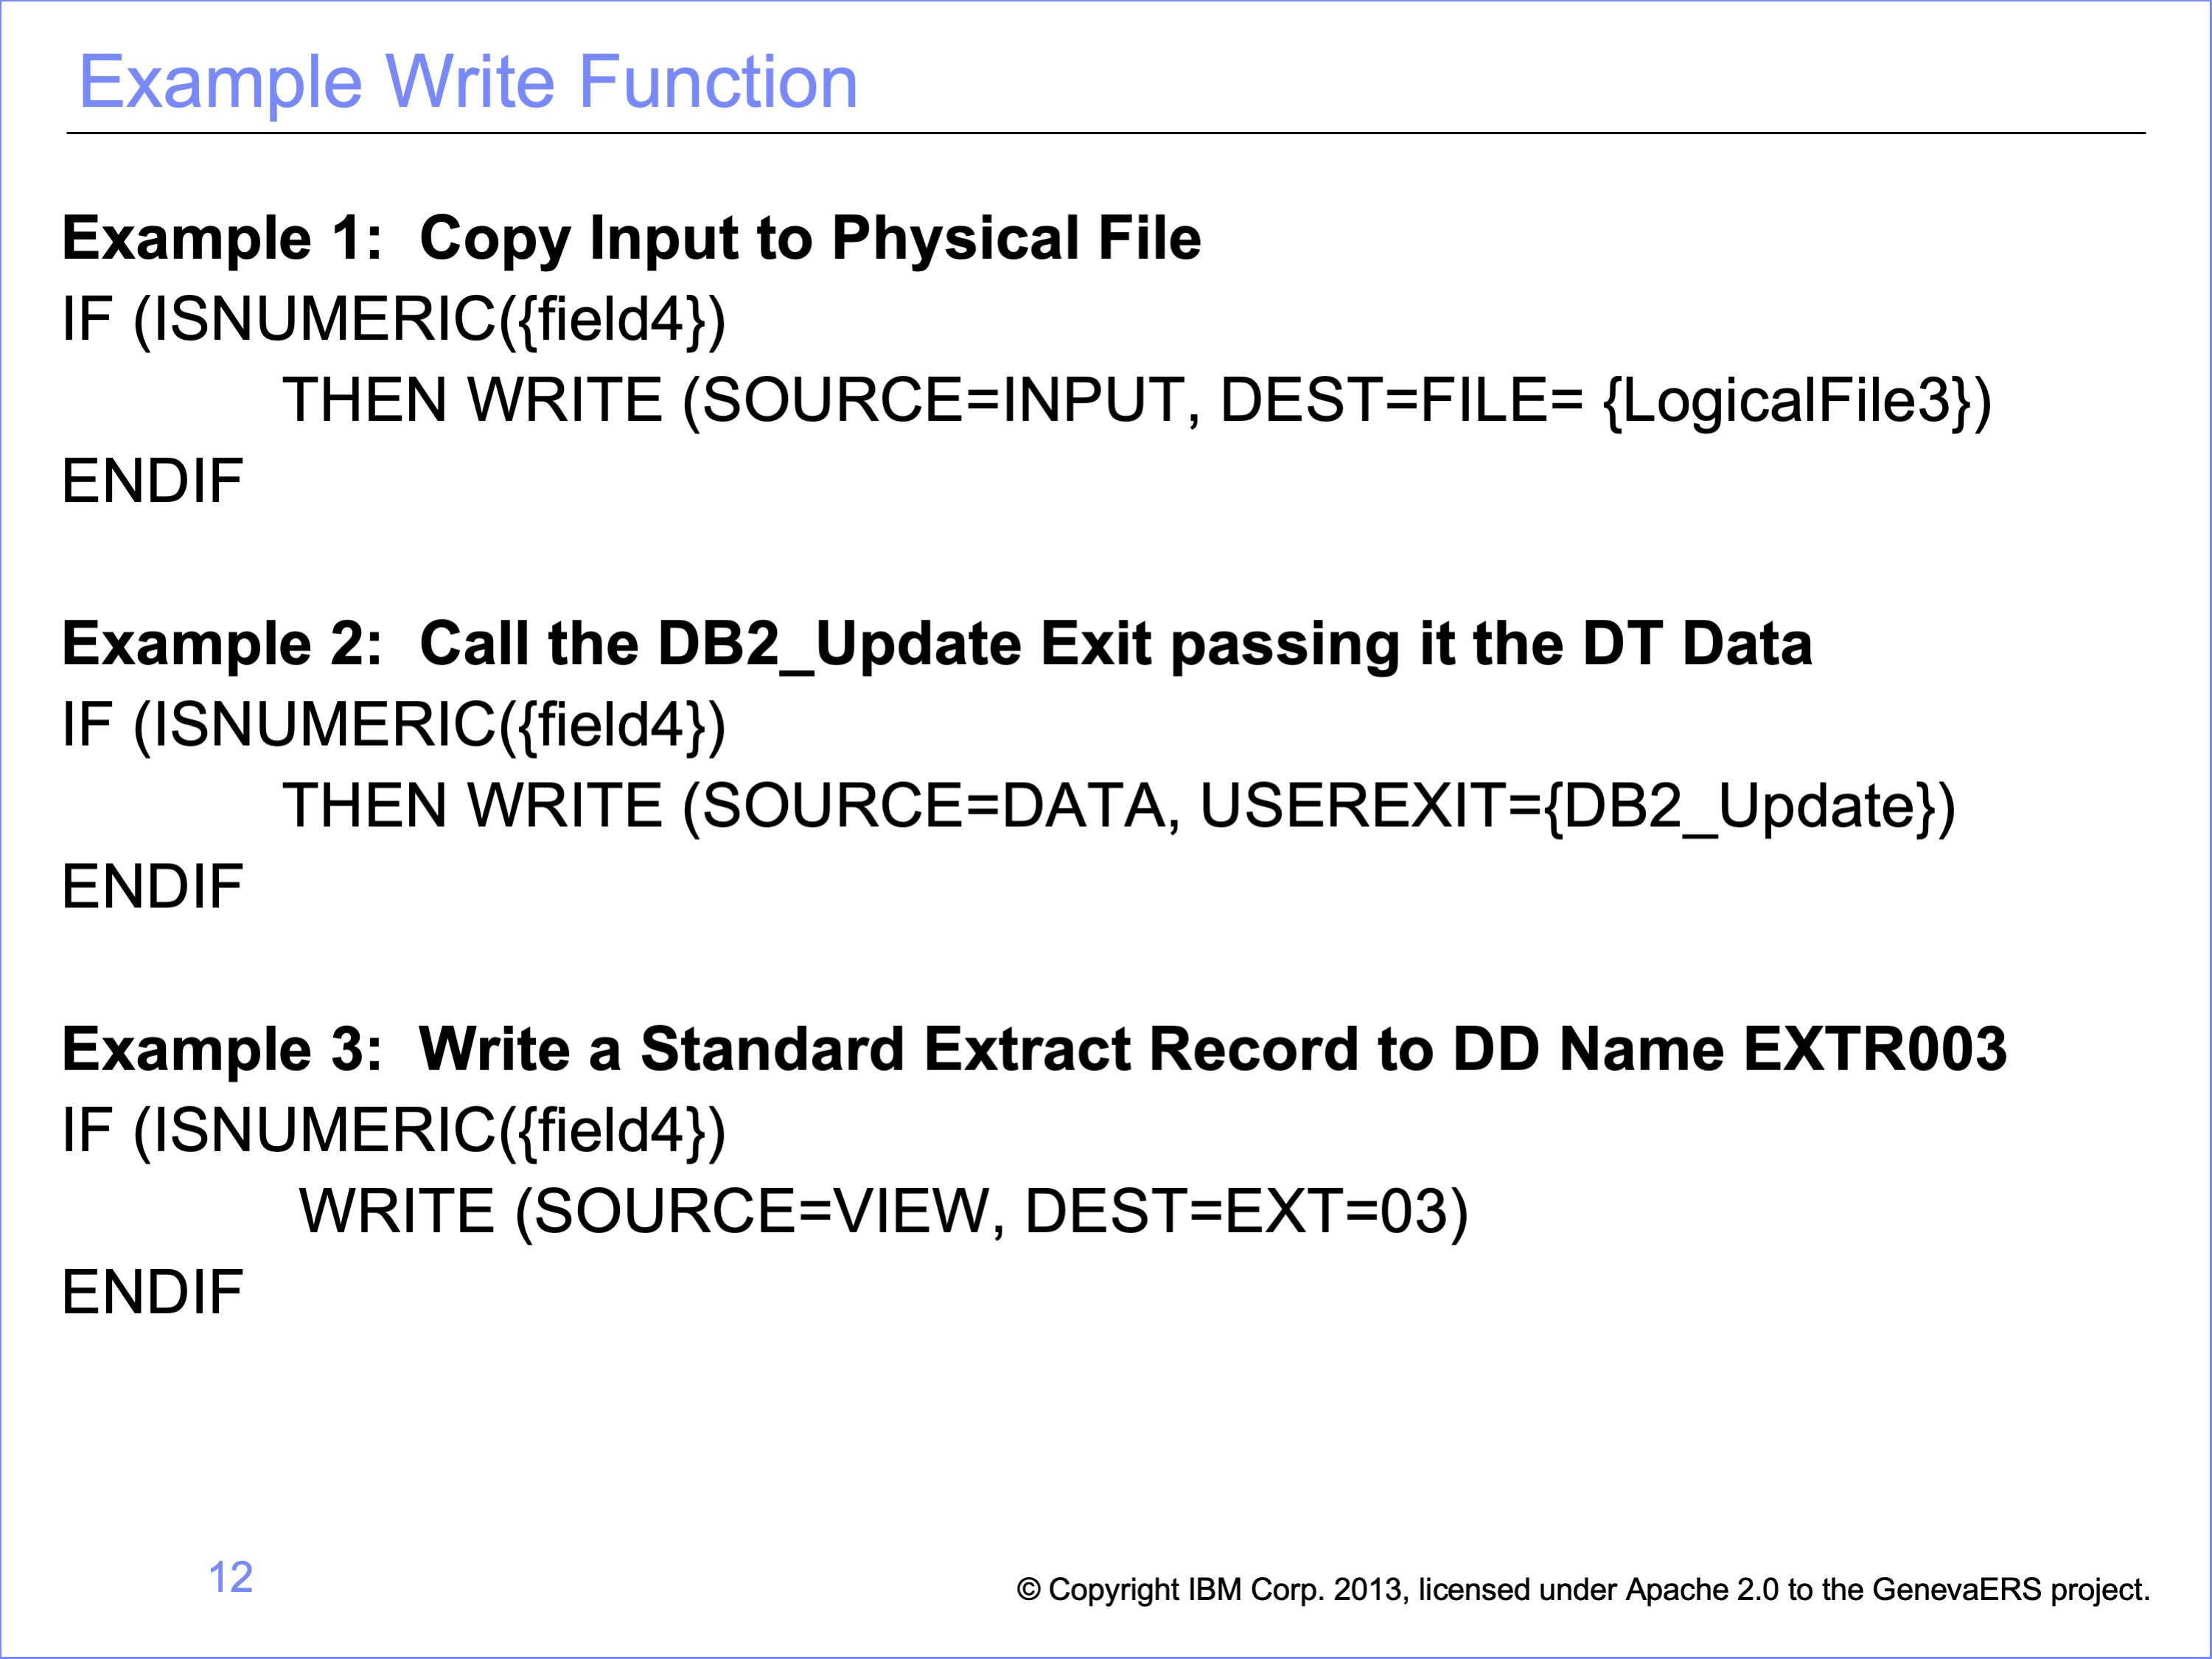 Example Write Function
Example 1: Copy Input to Physical File
IF (ISNUMERIC({field4})
THEN WRITE (SOURCE=INPUT, DEST=FILE= {LogicalFile3})
ENDIF
Example 2: Call the DB2_Update Exit passing it the DT Data
IF (ISNUMERIC({field4})
THEN WRITE (SOURCE=DATA, USEREXIT={DB2_Update})
ENDIF
Example 3: Write a Standard Extract Record to DD Name EXTR003
IF (ISNUMERIC({field4})
WRITE (SOURCE=VIEW, DEST=EXT=03)
ENDIF
12
© Copyright IBM Corp. 2013, licensed under Apache 2.0 to the GenevaERS project.